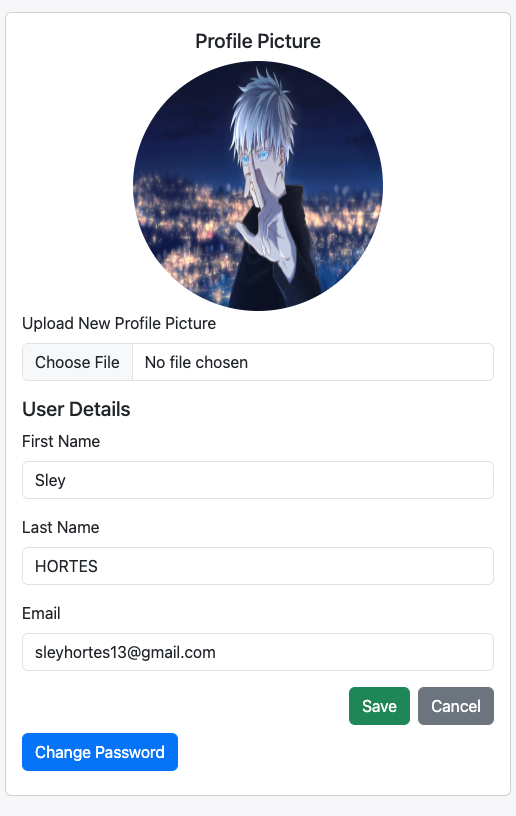 Profile Picture
Upload New Profile Picture
Choose File No file chosen
User Details
First Name
Sley
Last Name
HORTES
Email
sleyhortes13@gmail.com
Save Cancel
Change Password